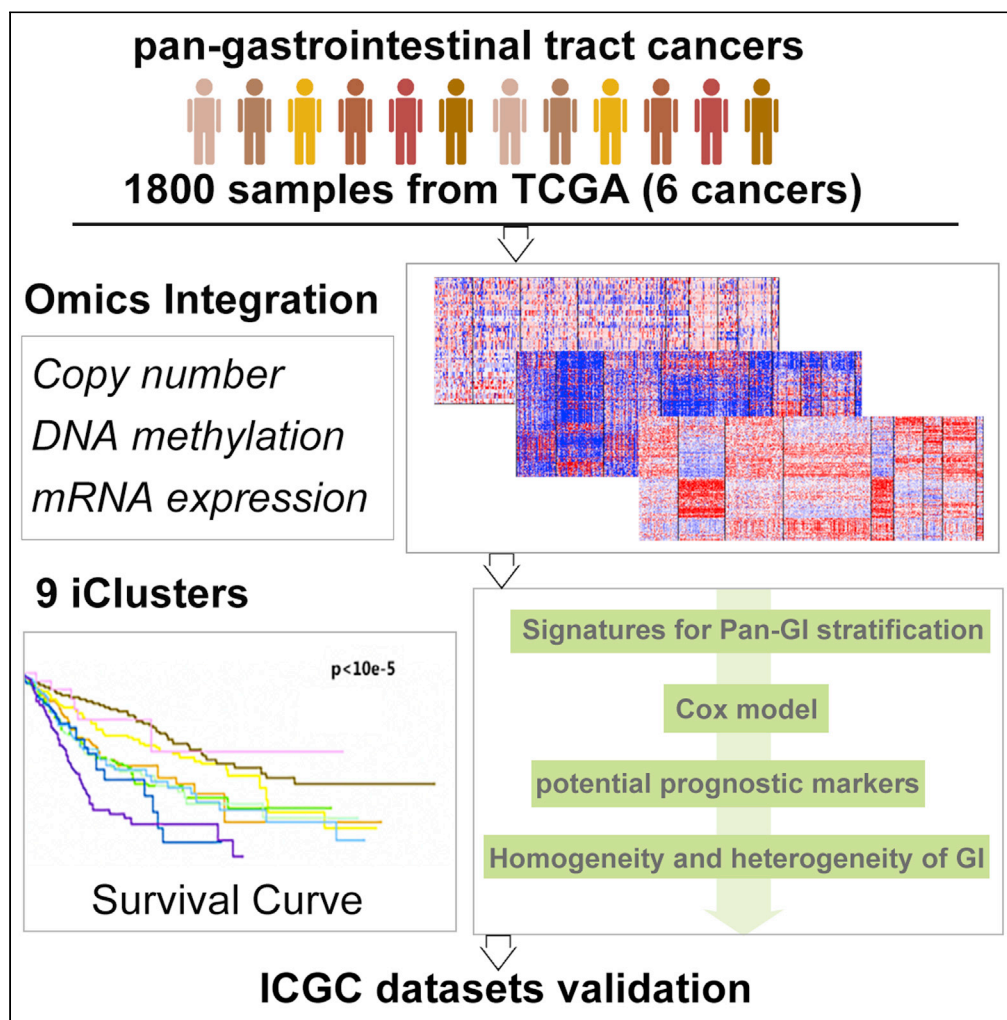 pan-gastrointestinal tract cancers
1800 samples from TCGA (6 cancers)
Omics Integration
Copy number
DNA methylation
mRNA expression
9 iClusters
p<10e-5
Survival Curve
Signatures for Pan-GI stratification
Cox model
potential prognostic markers
Homogeneity and heterogeneity of GI
ICGC datasets validation